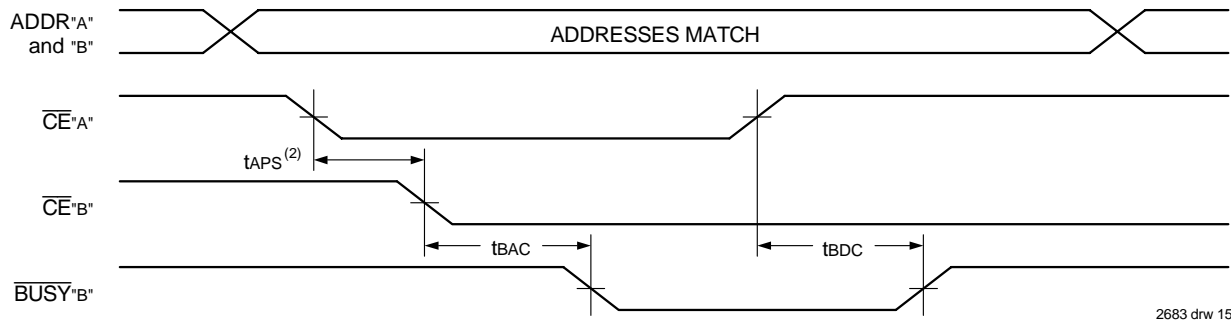 ADDR"A"
and "B"
ADDRESSES MATCH
CE"A"
tAPS(2)
CE"B"
tBAC
tBDC
BUSY"B"
2683 drw 15